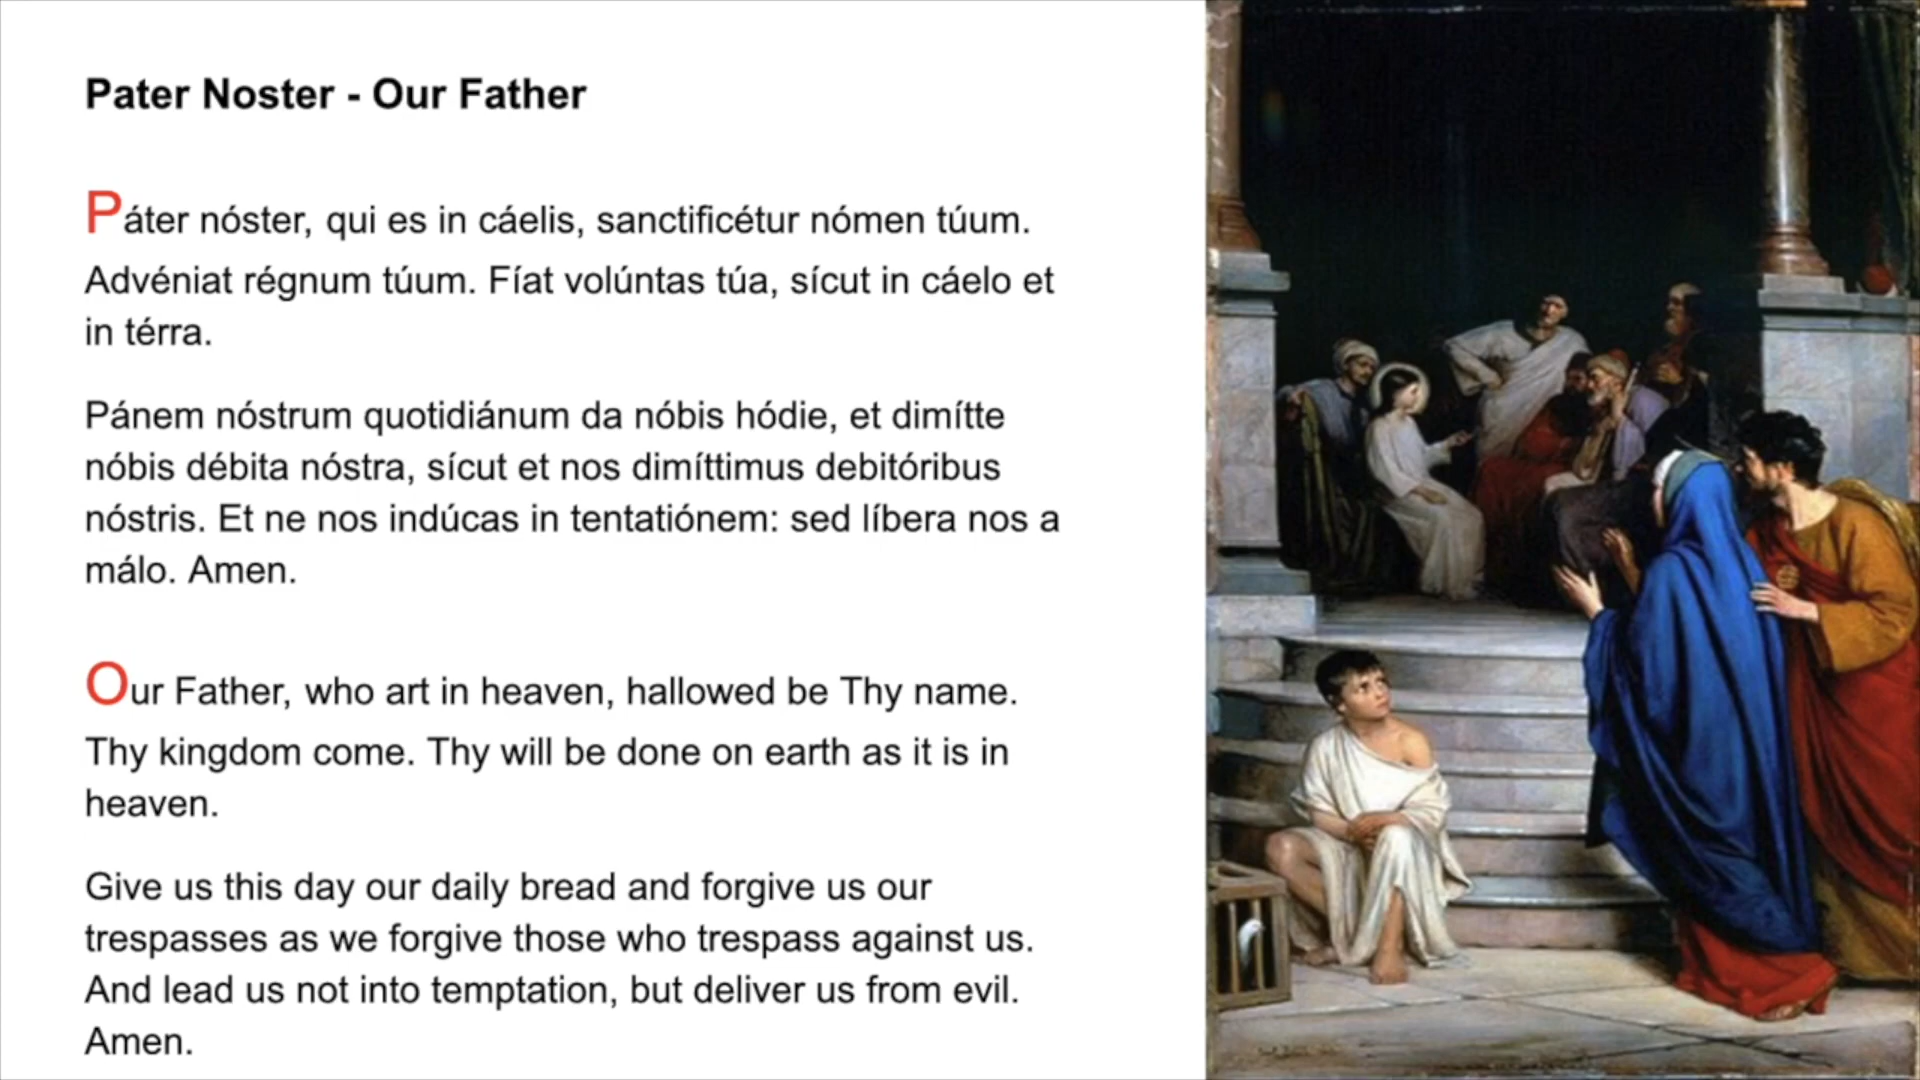 Pater Noster - Our Father
Páter nóster, qui es in cáelis, sanctificétur nómen túum.
Advéniat régnum túum. Fíat volúntas túa, sícut in cáelo et
in térra.
Pánem nóstrum quotidiánum da nóbis hódie, et dimítte
nóbis débita nóstra, sícut et nos dimíttimus debitóribus
nóstris. Et ne nos indúcas in tentatiónem: sed líbera nos a
málo. Amen.
Our Father, who art in heaven, hallowed be Thy name.
Thy kingdom come. Thy will be done on earth as it is in
heaven.
Give us this day our daily bread and forgive us our
trespasses as we forgive those who trespass against us.
And lead us not into temptation, but deliver us from evil.
Amen.